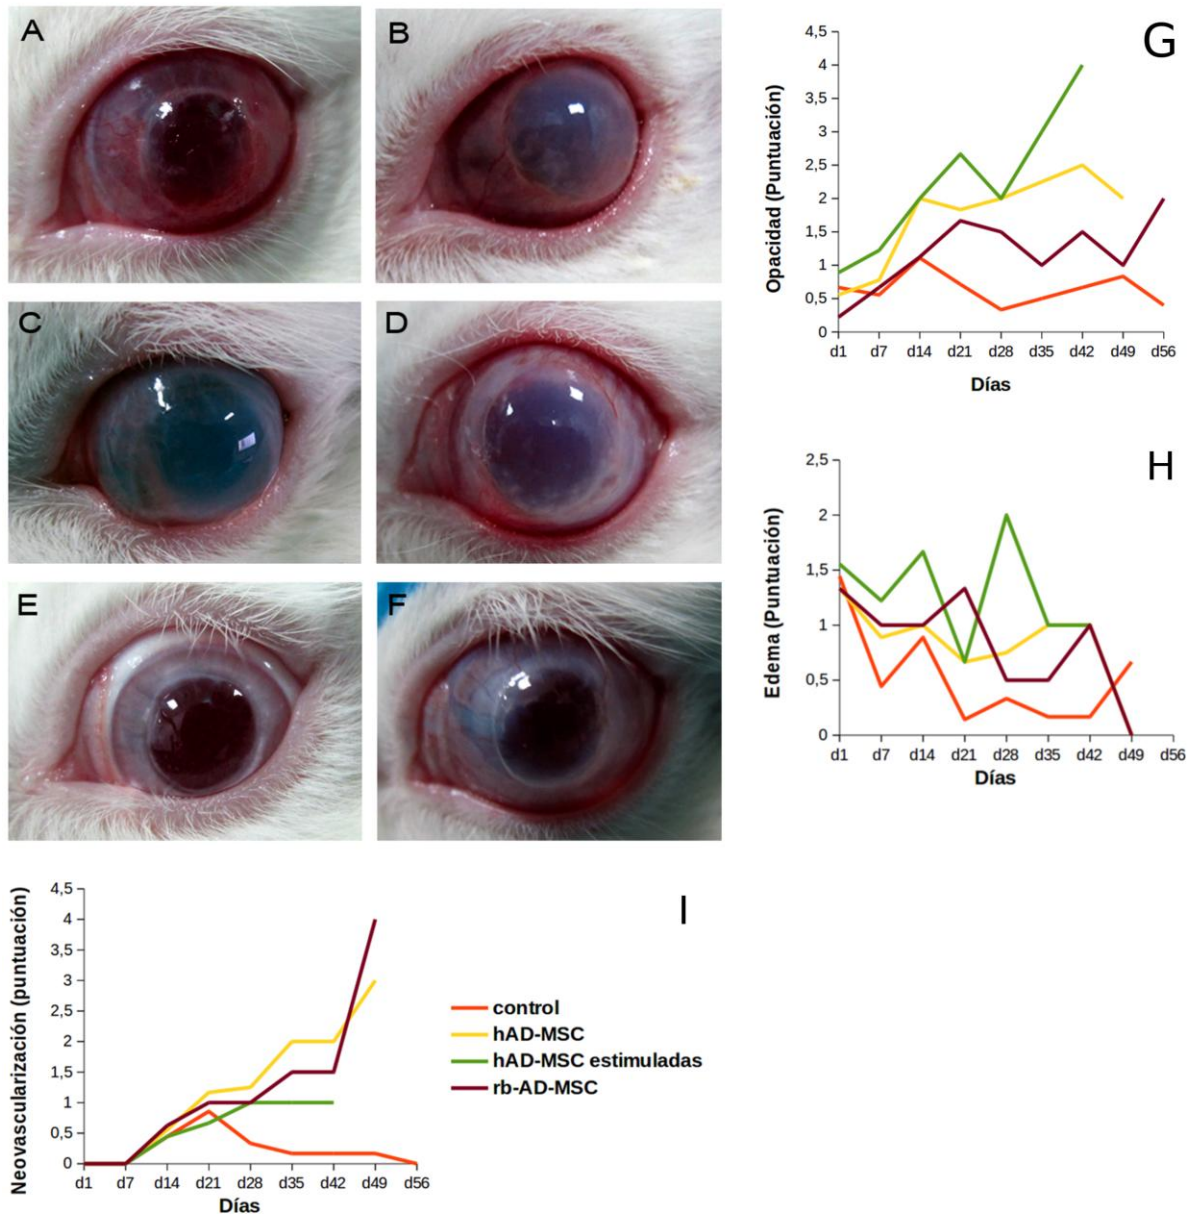 A
B
C
D
E
F
G
4,5
4
3,5
3
2,5
2
1,5
1
0,5
0
Opacidad (Puntuación)
d1 d7 d14 d21 d28 d35 d42 d49 d56
Días
H
2,5
2
1,5
1
0,5
0
Edema (Puntuación)
d1 d7 d14 d21 d28 d35 d42 d49 d56
Días
I
4,5
4
3,5
3
2,5
2
1,5
1
0,5
0
Neovascularización (puntuación)
d1 d7 d14 d21 d28 d35 d42 d49 d56
Días
control
hAD-MSC
hAD-MSC estimuladas
rb-AD-MSC